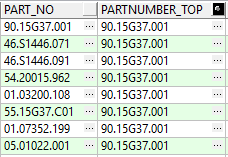 PART_NO PARTNUMBER_TOP
90.15G37.001 ... 90.15G37.001 ...
46.S1446.071 ... 90.15G37.001 ...
46.S1446.091 ... 90.15G37.001 ...
54.20015.962 ... 90.15G37.001 ...
01.03200.108 ... 90.15G37.001 ...
55.15G37.C01 ... 90.15G37.001 ...
01.07352.199 ... 90.15G37.001 ...
05.01022.001 ... 90.15G37.001 ...